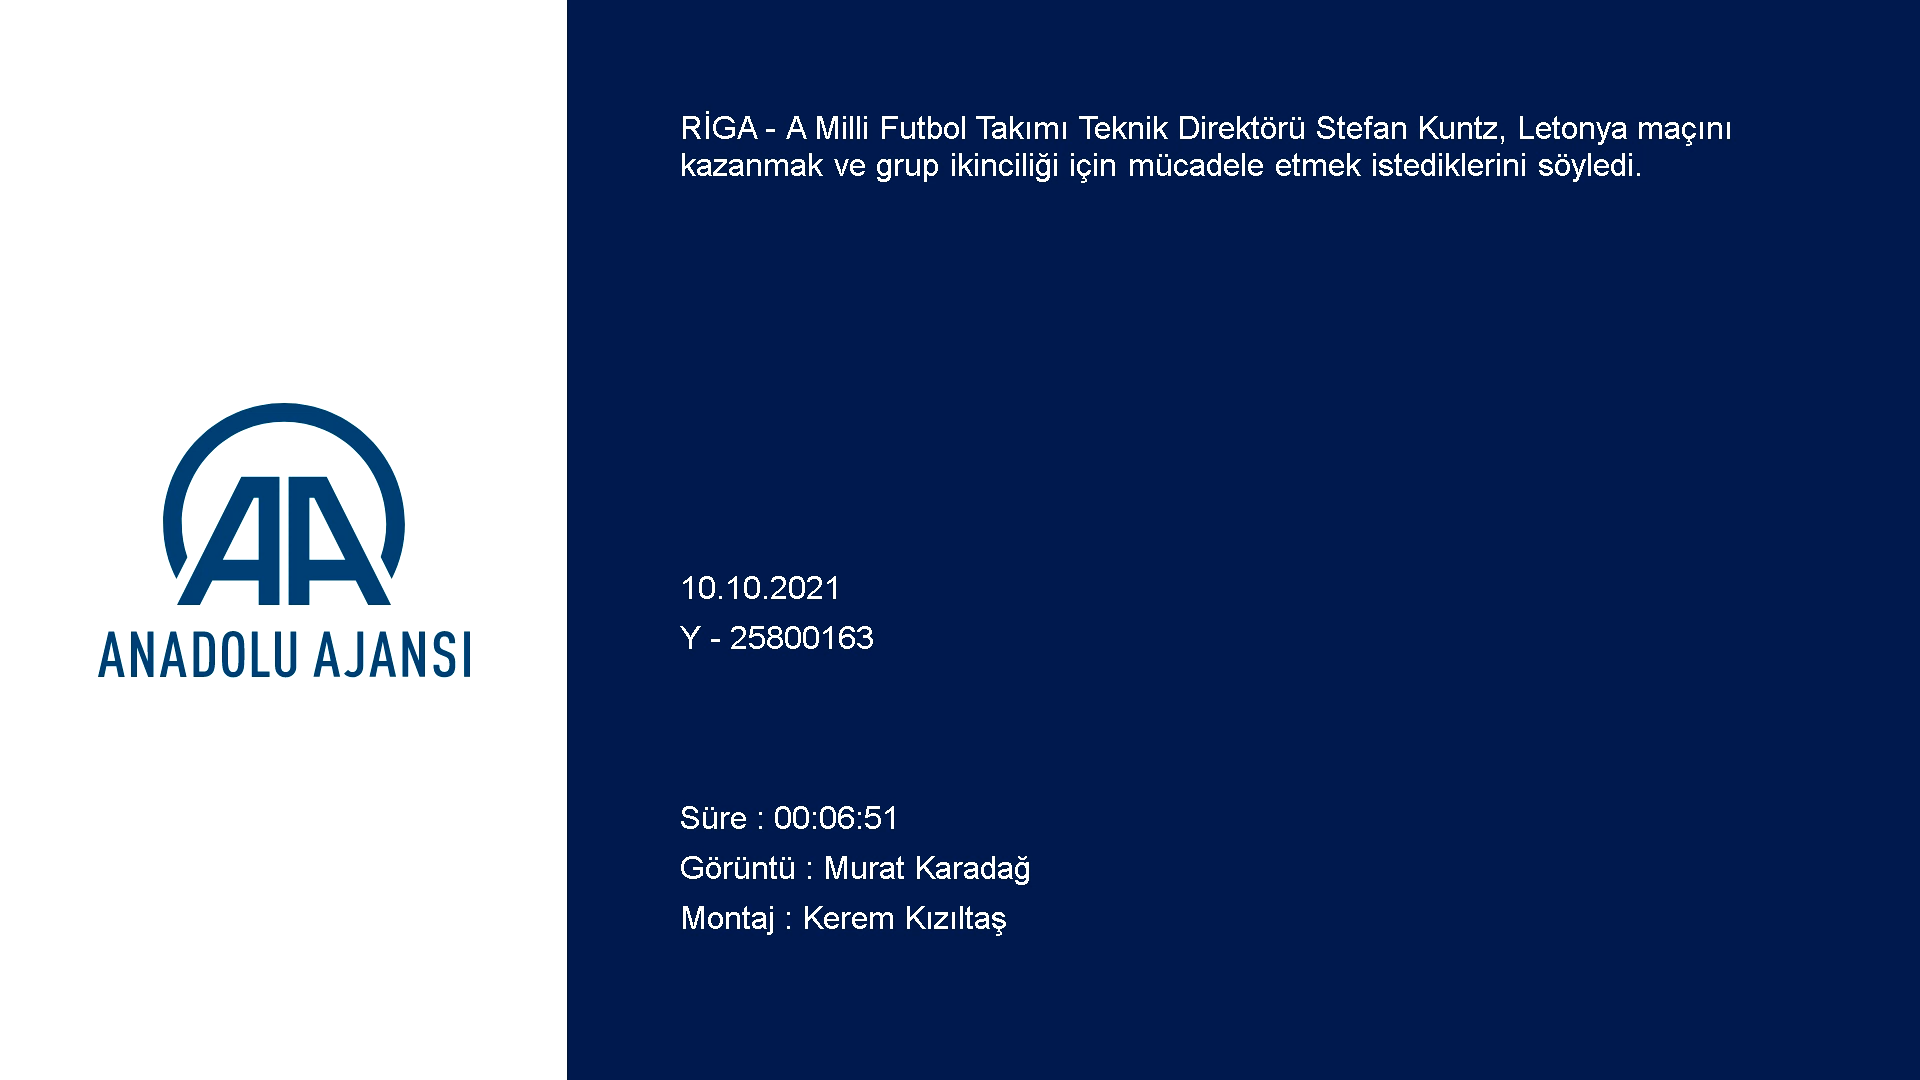 RİGA - A Milli Futbol Takımı Teknik Direktörü Stefan Kuntz, Letonya maçını
kazanmak ve grup ikinciliği için mücadele etmek istediklerini söyledi.
AA
ANADOLU AJANSI
10.10.2021
Y - 25800163
Süre : 00:06:51
Görüntü : Murat Karadağ
Montaj : Kerem Kızıltaş